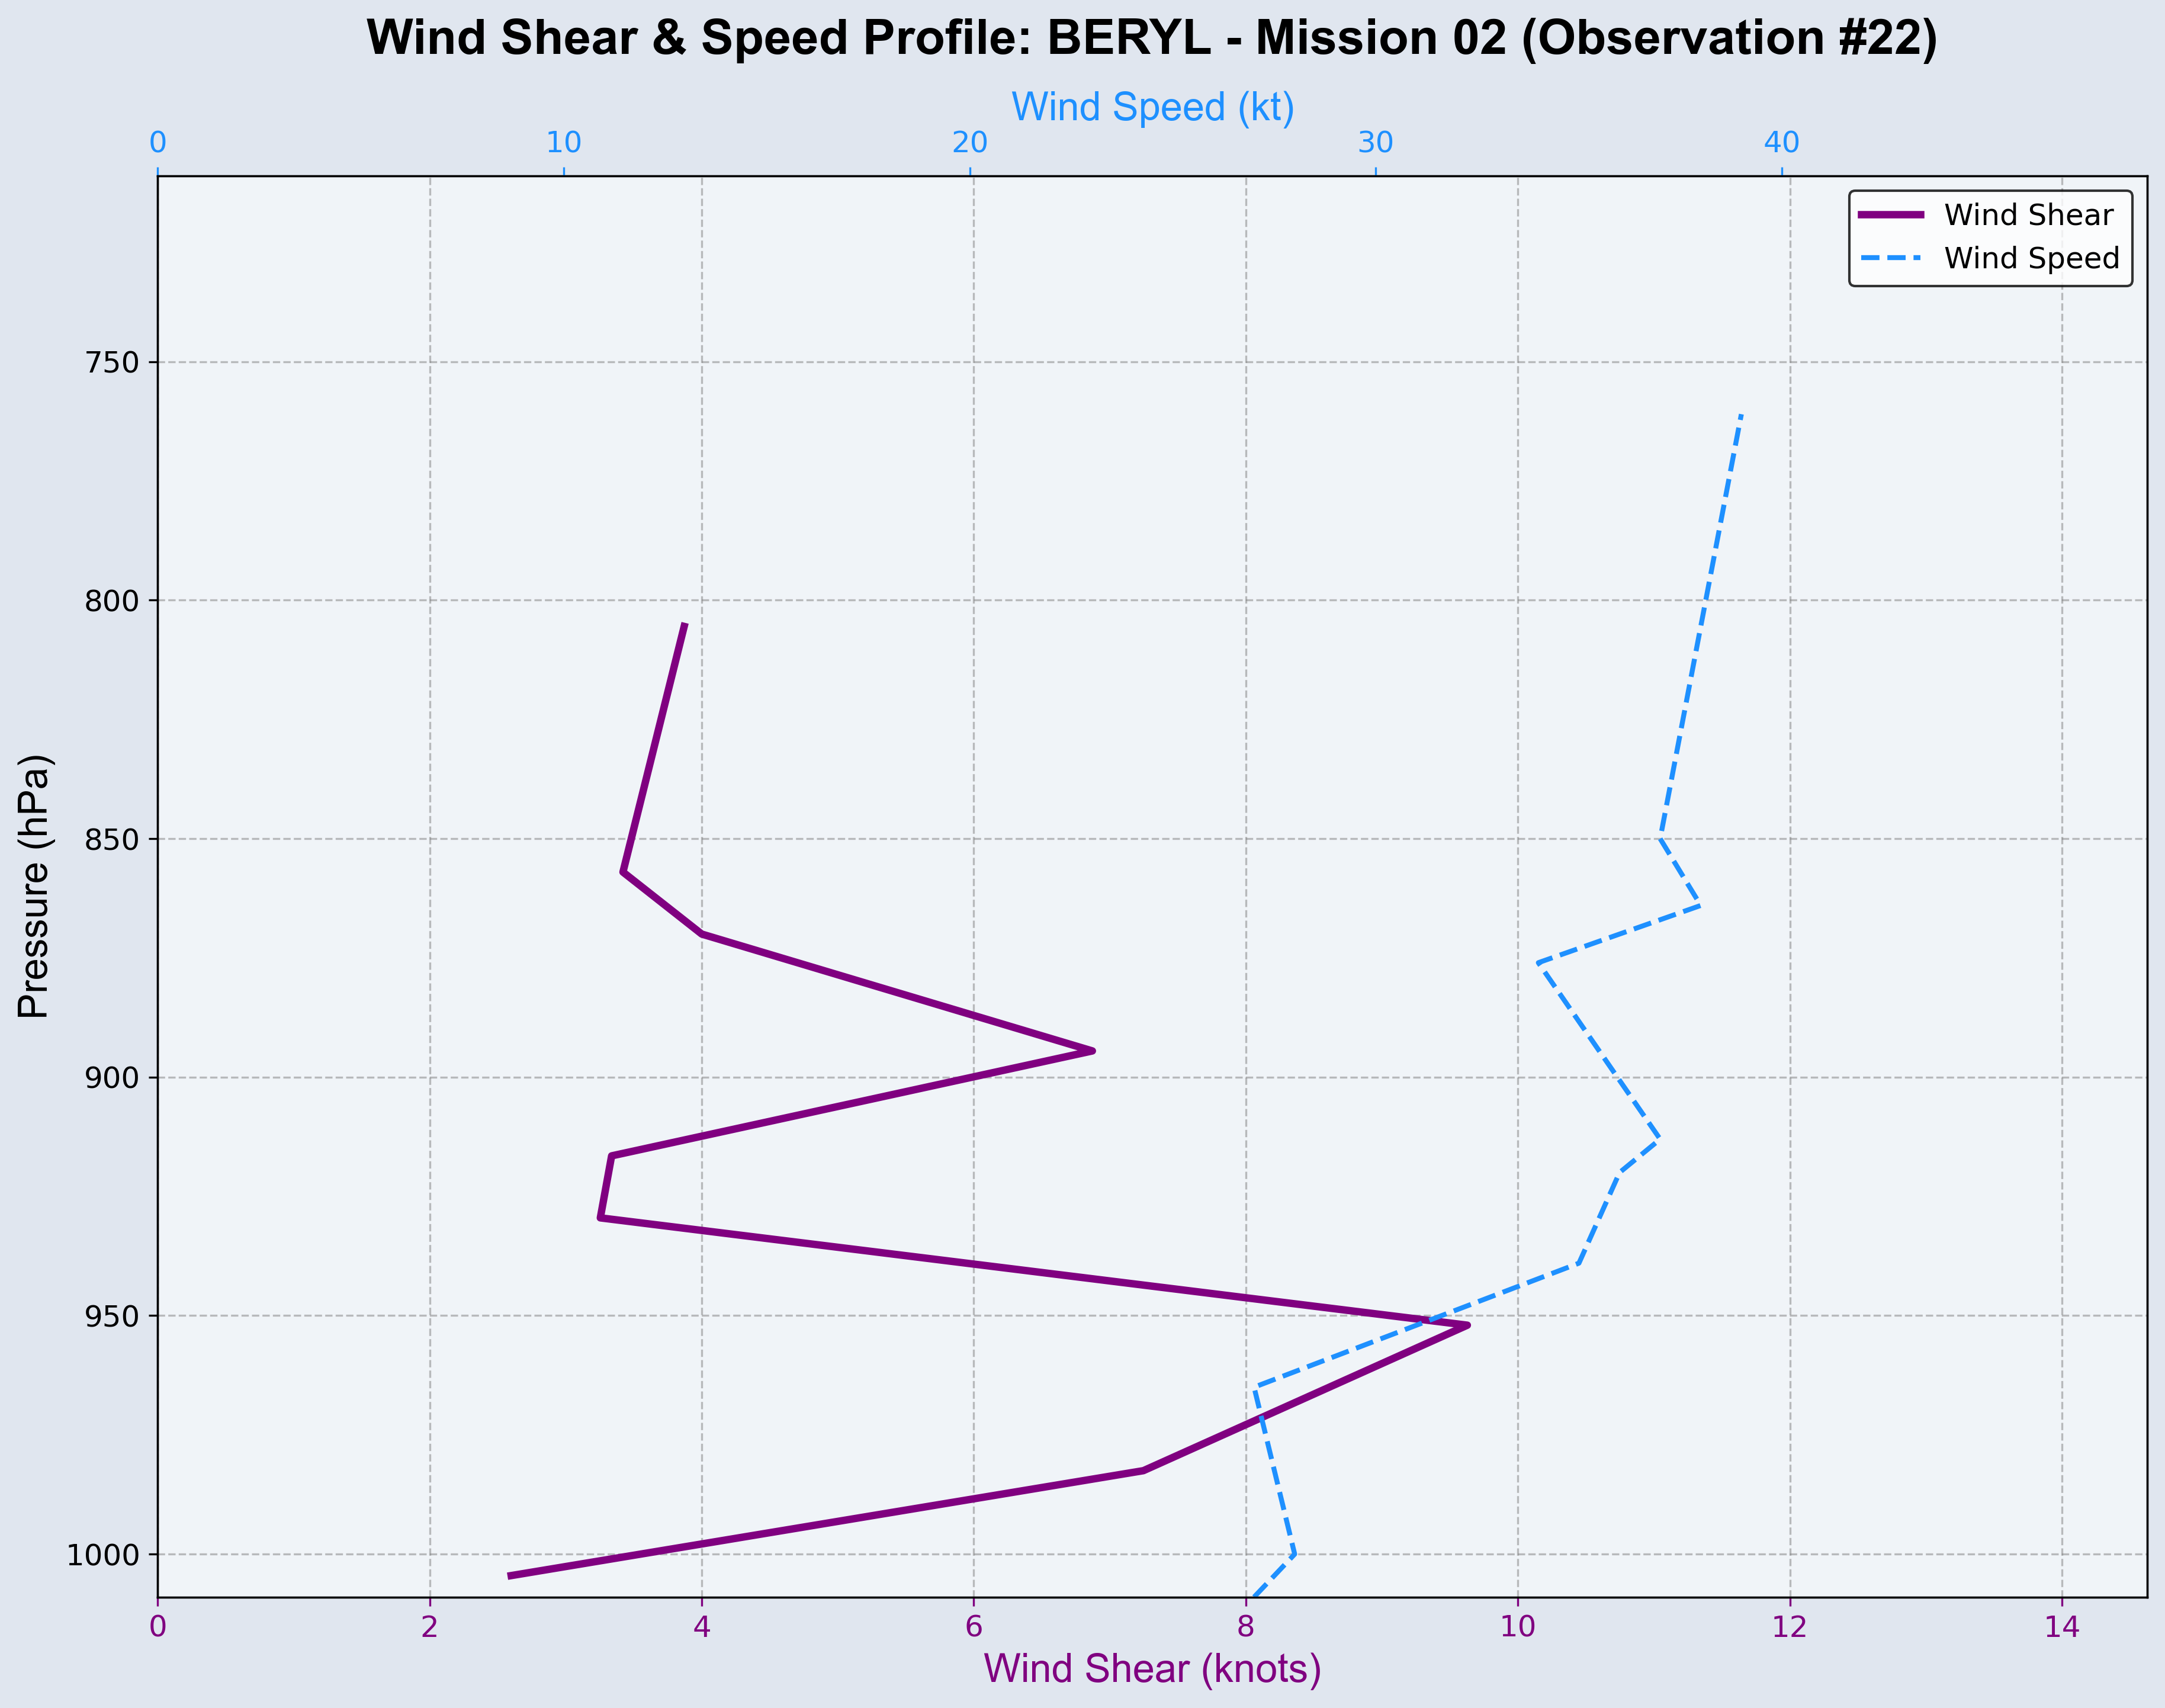 Wind Shear & Speed Profile: BERYL - Mission 02 (Observation #22)
Wind Speed (kt)
0 10 20 30 40
Wind Shear
Wind Speed
750
800
850
900
950
1000
Pressure (hPa)
0 2 4 6 8 10 12 14
Wind Shear (knots)